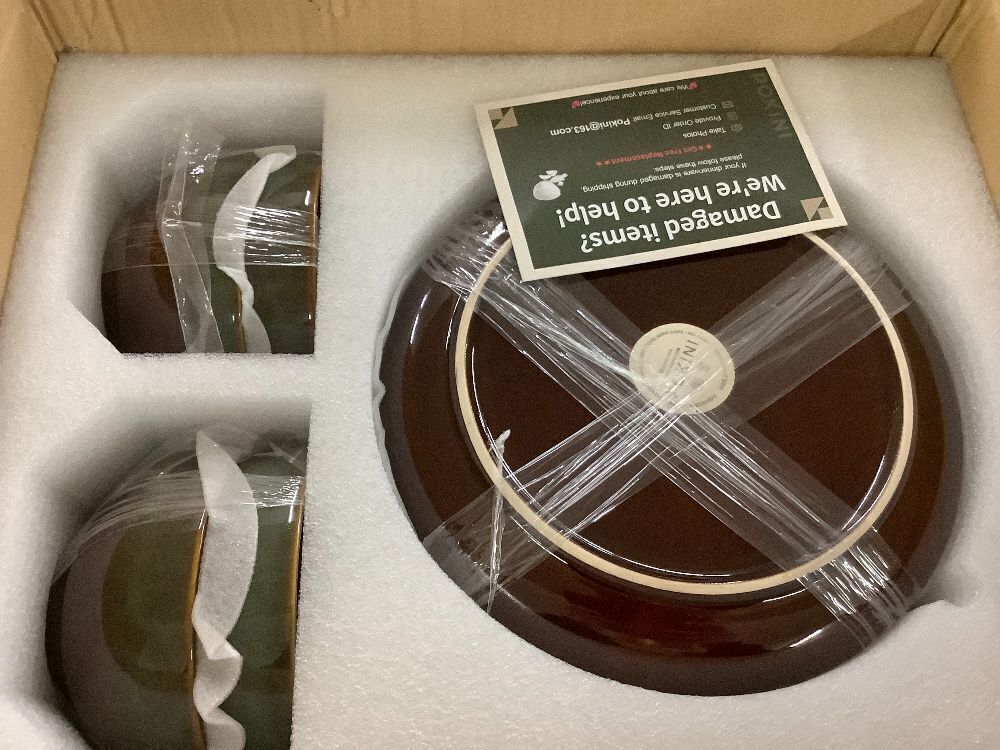 Damaged items?
We're here to help!
If your dinnerware is damaged during shipping,
please follow these steps.
★★Get Free Replacement★★
Take Photos
Provide Order ID
Customer Service Email Pokini@163.com
We care about your experience!
POKINI